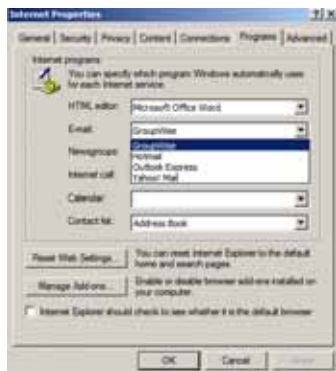 Internet Properties
General Security Privacy Content Connections Programs Advanced
Internet programs
You can specify which program Windows automatically uses
for each Internet service.
HTML editor: Microsoft Office Word
E-mail: GroupWise
GroupWise
Newsgroups: Hotmail
Outlook Express
Internet call: Yahoo! Mail
Calendar:
Contact list: Address Book
Reset Web Settings... You can reset Internet Explorer to the default
home and search pages.
Manage Add-ons... Enable or disable browser add-ons installed on
your computer.
Internet Explorer should check to see whether it is the default browser
OK Cancel Apply